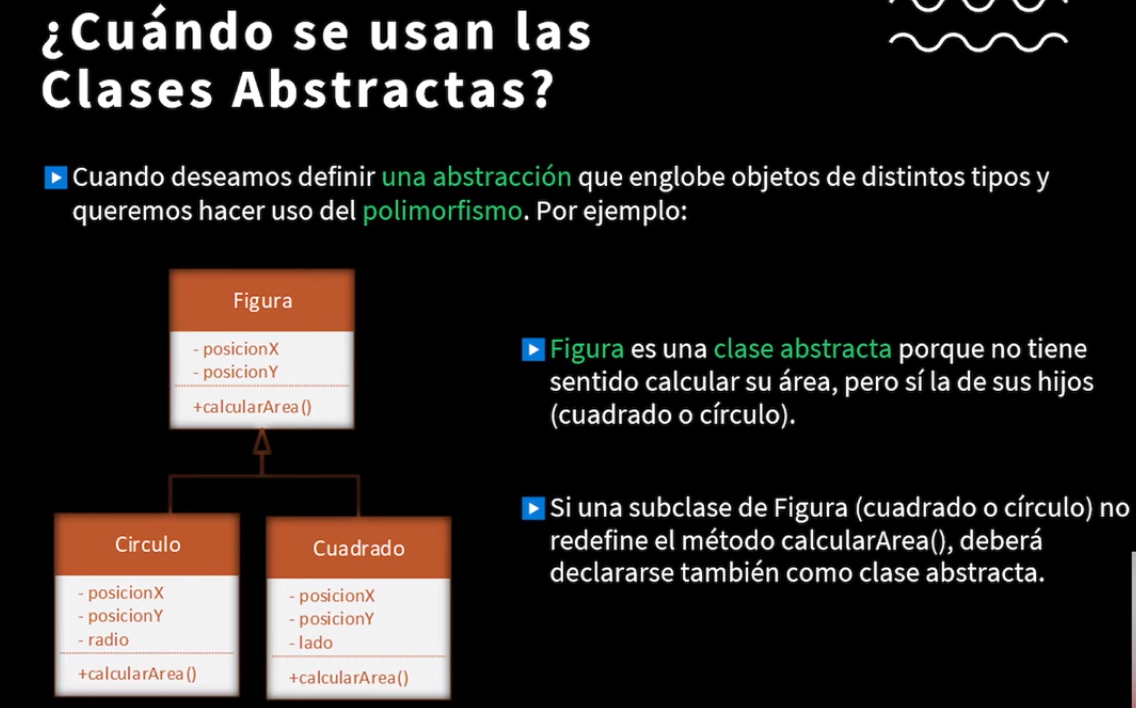 ¿Cuándo se usan las
Clases Abstractas?
Cuando deseamos definir una abstracción que englobe objetos de distintos tipos y
queremos hacer uso del polimorfismo. Por ejemplo:
Figura
- posicionX
- posicionY
+calcularArea()
Figura es una clase abstracta porque no tiene
sentido calcular su área, pero sí la de sus hijos
(cuadrado o círculo).
Si una subclase de Figura (cuadrado o círculo) no
redefine el método calcularArea(), deberá
declararse también como clase abstracta.
Circulo
- posicionX
- posicionY
- radio
+calcularArea()
Cuadrado
- posicionX
- posicionY
- lado
+calcularArea()